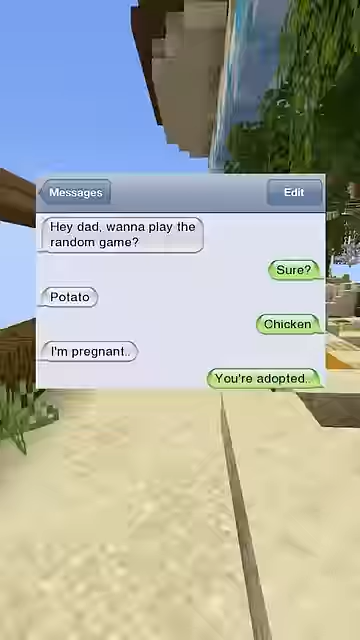 Messages
Edit
Hey dad, wanna play the
random game?
Sure?
Potato
Chicken
I'm pregnant..
You're adopted..